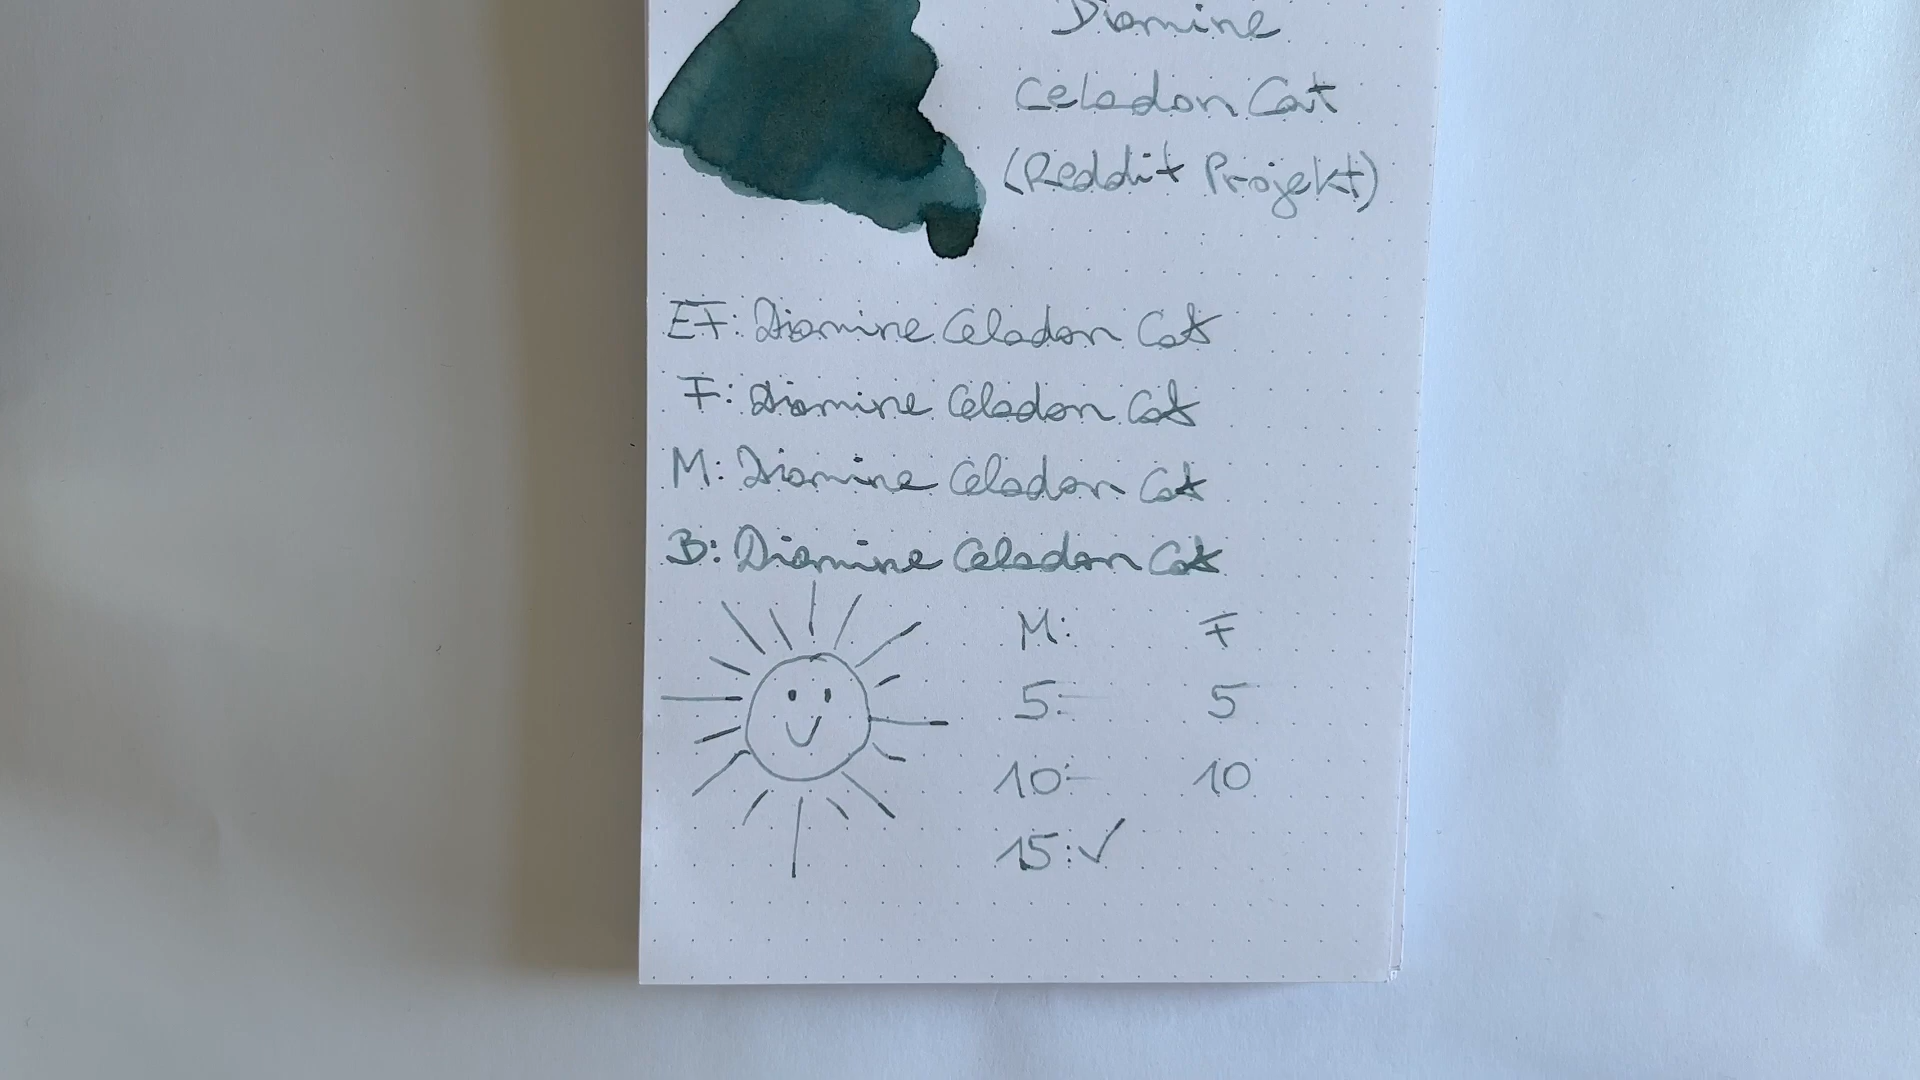 Diamine
Celadon Cat
(Reddit Projekt)
EF: Diamine Celadon Cat
F: Diamine Celadon Cat
M: Diamine Celadon Cat
B: Diamine Celadon Cat
M: F
5: 5
10: 10
15: ✓